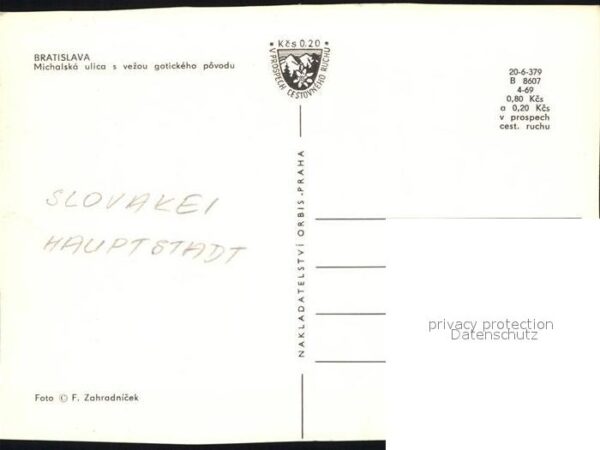 BRATISLAVA
Michalská ulica s vežou gotického pôvodu
Kčs 0.20
V PROSPECH CESTOVNÉHO RUCHU
20-6-379
B 8607
4-69
0,80 Kčs
a 0,20 Kčs
v prospech
cest. ruchu
SLOVAKEI
HAUPTSTADT
NAKLADATELSTVÍ ORBIS-PRAHA
privacy protection
Datenschutz
Foto © F. Zahradníček